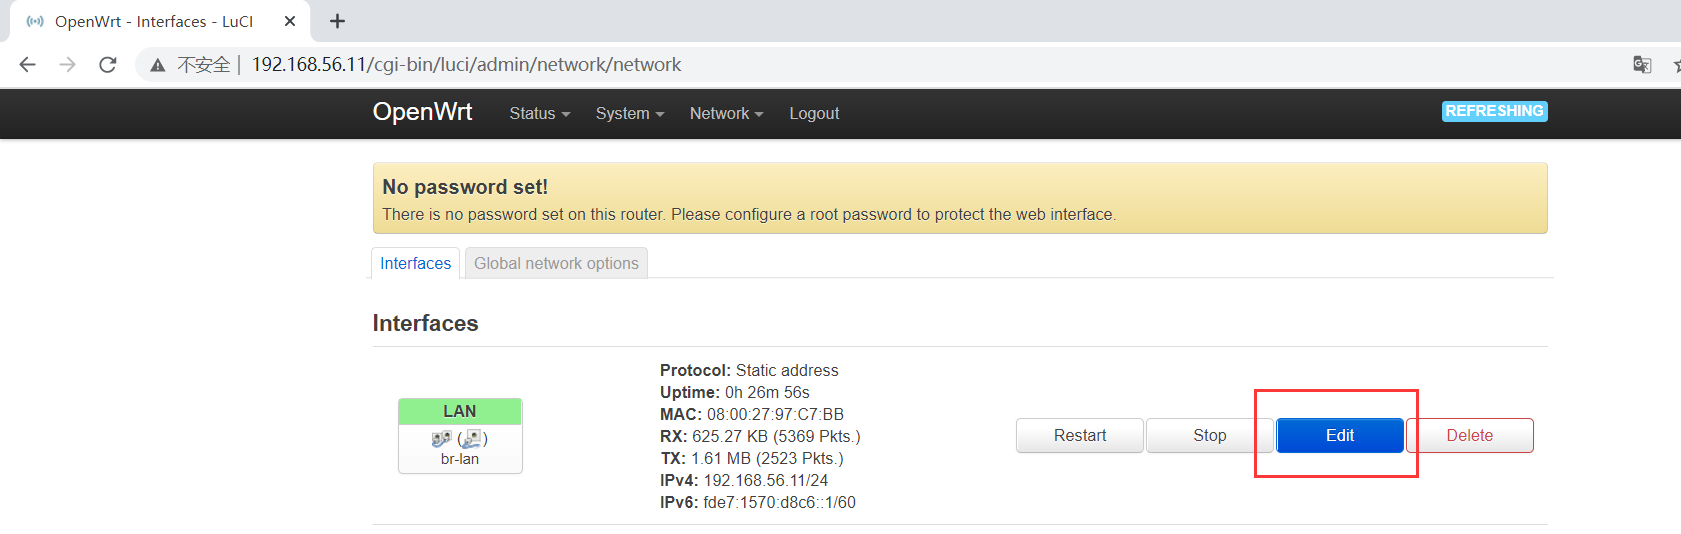 OpenWrt - Interfaces - LuCI
不安全 | 192.168.56.11/cgi-bin/luci/admin/network/network
OpenWrt Status System Network Logout REFRESHING
No password set!
There is no password set on this router. Please configure a root password to protect the web interface.
Interfaces Global network options
Interfaces
LAN
br-lan
Protocol: Static address
Uptime: 0h 26m 56s
MAC: 08:00:27:97:C7:BB
RX: 625.27 KB (5369 Pkts.)
TX: 1.61 MB (2523 Pkts.)
IPv4: 192.168.56.11/24
IPv6: fde7:1570:d8c6::1/60
Restart Stop Edit Delete